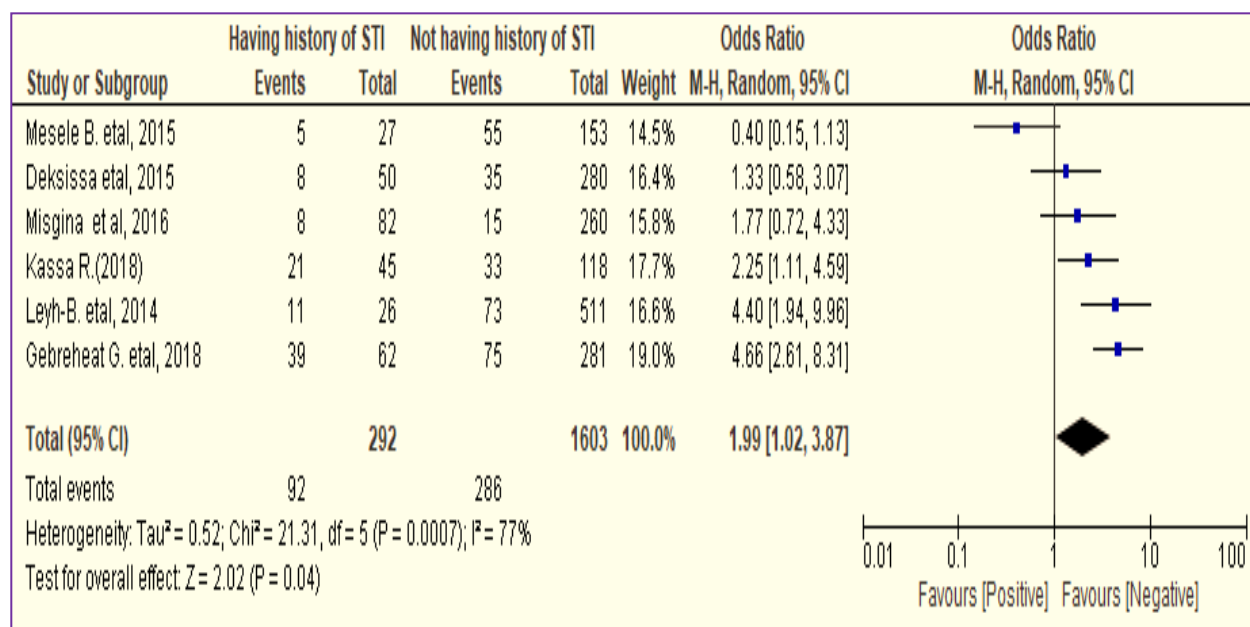 Having history of STI Not having history of STI Odds Ratio Odds Ratio
Study or Subgroup Events Total Events Total Weight M-H, Random, 95% CI M-H, Random, 95% CI
Mesele B. etal, 2015 5 27 55 153 14.5% 0.40 [0.15, 1.13]
Deksissa etal, 2015 8 50 35 280 16.4% 1.33 [0.58, 3.07]
Misgina et al, 2016 8 82 15 260 15.8% 1.77 [0.72, 4.33]
Kassa R.(2018) 21 45 33 118 17.7% 2.25 [1.11, 4.59]
Leyh-B. etal, 2014 11 26 73 511 16.6% 4.40 [1.94, 9.96]
Gebreheat G. etal, 2018 39 62 75 281 19.0% 4.66 [2.61, 8.31]
Total (95% CI) 292 1603 100.0% 1.99 [1.02, 3.87]
Total events 92 286
Heterogeneity: Tau² = 0.52; Chi² = 21.31, df = 5 (P = 0.0007); I² = 77%
Test for overall effect: Z = 2.02 (P = 0.04)
0.01 0.1 1 10 100
Favours [Positive] Favours [Negative]